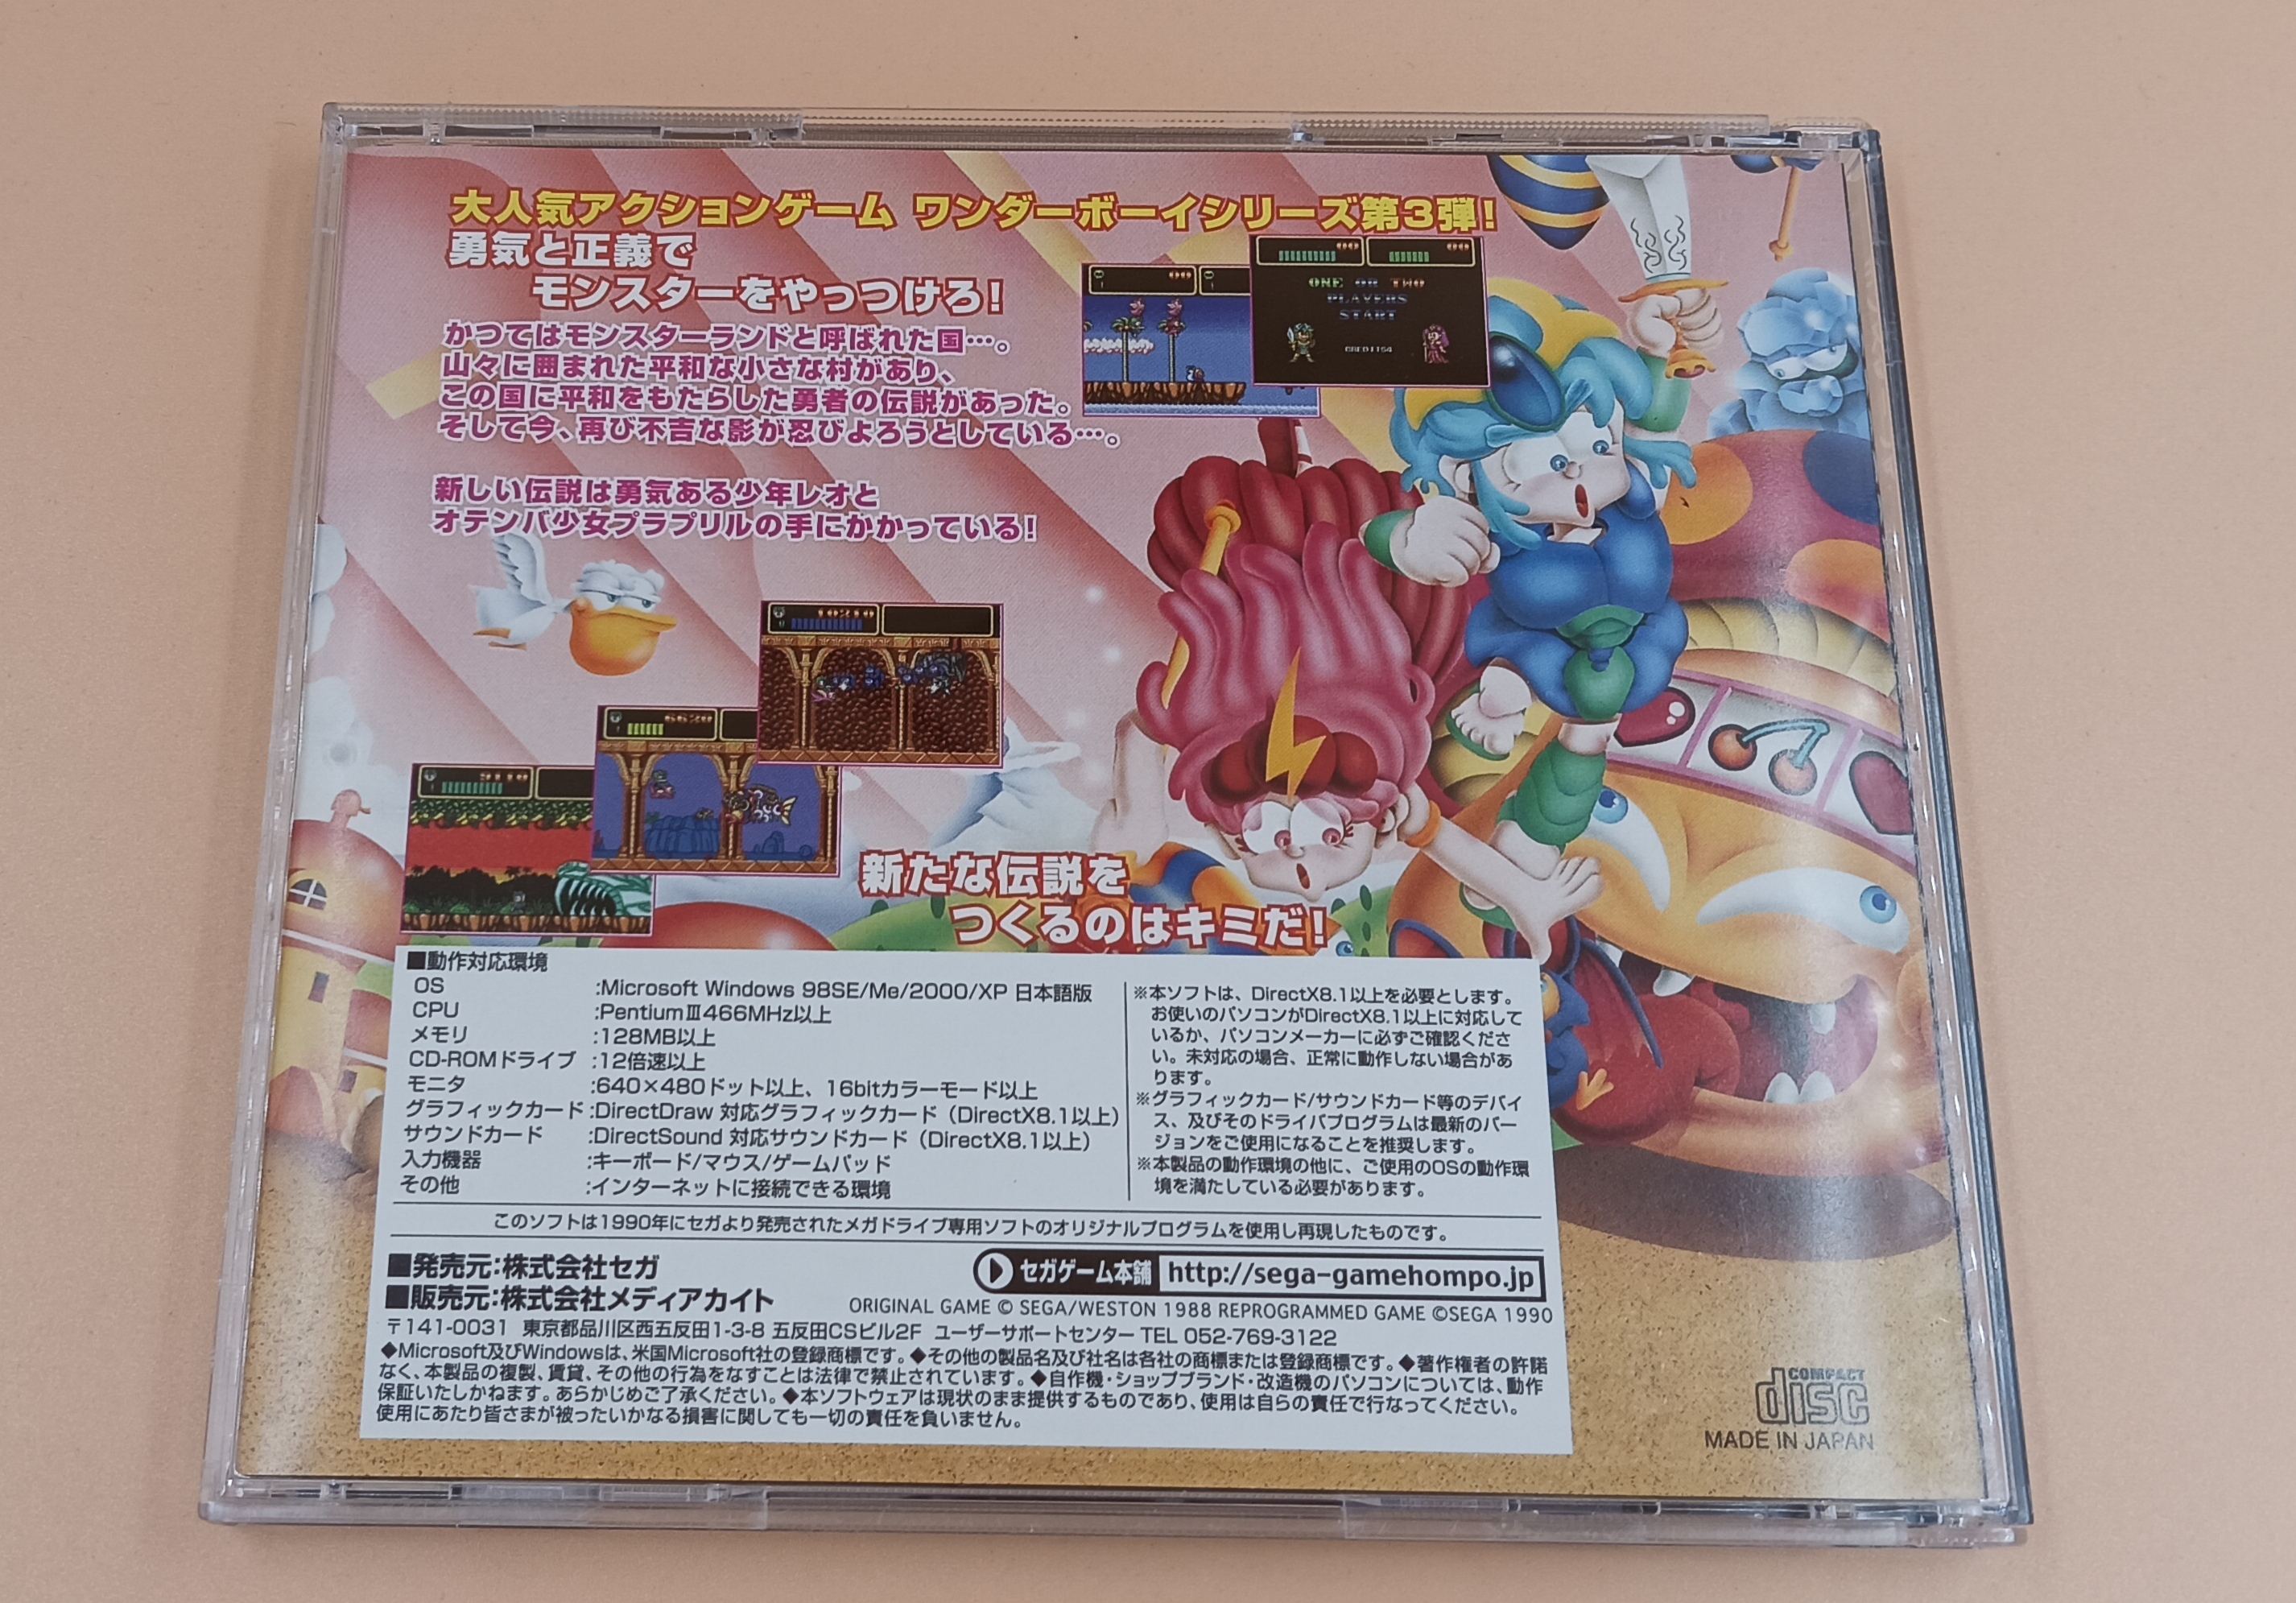 大人気アクションゲーム ワンダーボーイシリーズ第3弾!
勇気と正義で
モンスターをやっつけろ!
かつてはモンスターランドと呼ばれた国…。
山々に囲まれた平和な小さな村があり、
この国に平和をもたらした勇者の伝説があった。
そして今、再び不吉な影が忍びよろうとしている…。
新しい伝説は勇気ある少年レオと
オテンバ少女プラプリルの手にかかっている!
ONE OR TWO
PLAYERS
START
CREDIT
新たな伝説を
つくるのはキミだ!
■動作対応環境
OS :Microsoft Windows 98SE/Me/2000/XP 日本語版
CPU :PentiumⅢ466MHz以上
メモリ :128MB以上
CD-ROMドライブ :12倍速以上
モニタ :640×480ドット以上、16bitカラーモード以上
グラフィックカード :DirectDraw 対応グラフィックカード（DirectX8.1以上）
サウンドカード :DirectSound 対応サウンドカード（DirectX8.1以上）
入力機器 :キーボード/マウス/ゲームパッド
その他 :インターネットに接続できる環境
※本ソフトは、DirectX8.1以上を必要とします。
お使いのパソコンがDirectX8.1以上に対応して
いるか、パソコンメーカーに必ずご確認くださ
い。未対応の場合、正常に動作しない場合があ
ります。
※グラフィックカード/サウンドカード等のデバイ
ス、及びそのドライバプログラムは最新のバー
ジョンをご使用になることを推奨します。
※本製品の動作環境の他に、ご使用のOSの動作環
境を満たしている必要があります。
このソフトは1990年にセガより発売されたメガドライブ専用ソフトのオリジナルプログラムを使用し再現したものです。
■発売元:株式会社セガ
■販売元:株式会社メディアカイト
セガゲーム本舗 http://sega-gamehompo.jp
ORIGINAL GAME © SEGA/WESTON 1988 REPROGRAMMED GAME ©SEGA 1990
〒141-0031 東京都品川区西五反田1-3-8 五反田CSビル2F ユーザーサポートセンター TEL 052-769-3122
◆Microsoft及びWindowsは、米国Microsoft社の登録商標です。◆その他の製品名及び社名は各社の商標または登録商標です。◆著作権者の許諾
なく、本製品の複製、賃貸、その他の行為をなすことは法律で禁止されています。◆自作機・ショップブランド・改造機のパソコンについては、動作
保証いたしかねます。あらかじめご了承ください。◆本ソフトウェアは現状のまま提供するものであり、使用は自らの責任で行なってください。
使用にあたり皆さまが被ったいかなる損害に関しても一切の責任を負いません。
COMPACT
disc
MADE IN JAPAN